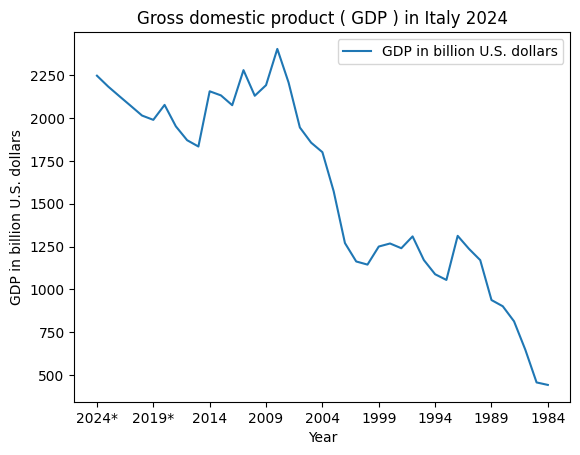 Gross domestic product ( GDP ) in Italy 2024
GDP in billion U.S. dollars
GDP in billion U.S. dollars
2250
2000
1750
1500
1250
1000
750
500
2024* 2019* 2014 2009 2004 1999 1994 1989 1984
Year